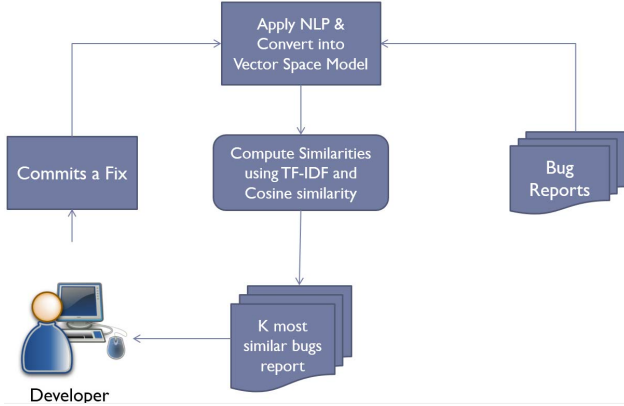 Apply NLP &
Convert into
Vector Space Model
Commits a Fix
Compute Similarities
using TF-IDF and
Cosine similarity
Bug
Reports
K most
similar bugs
report
Developer